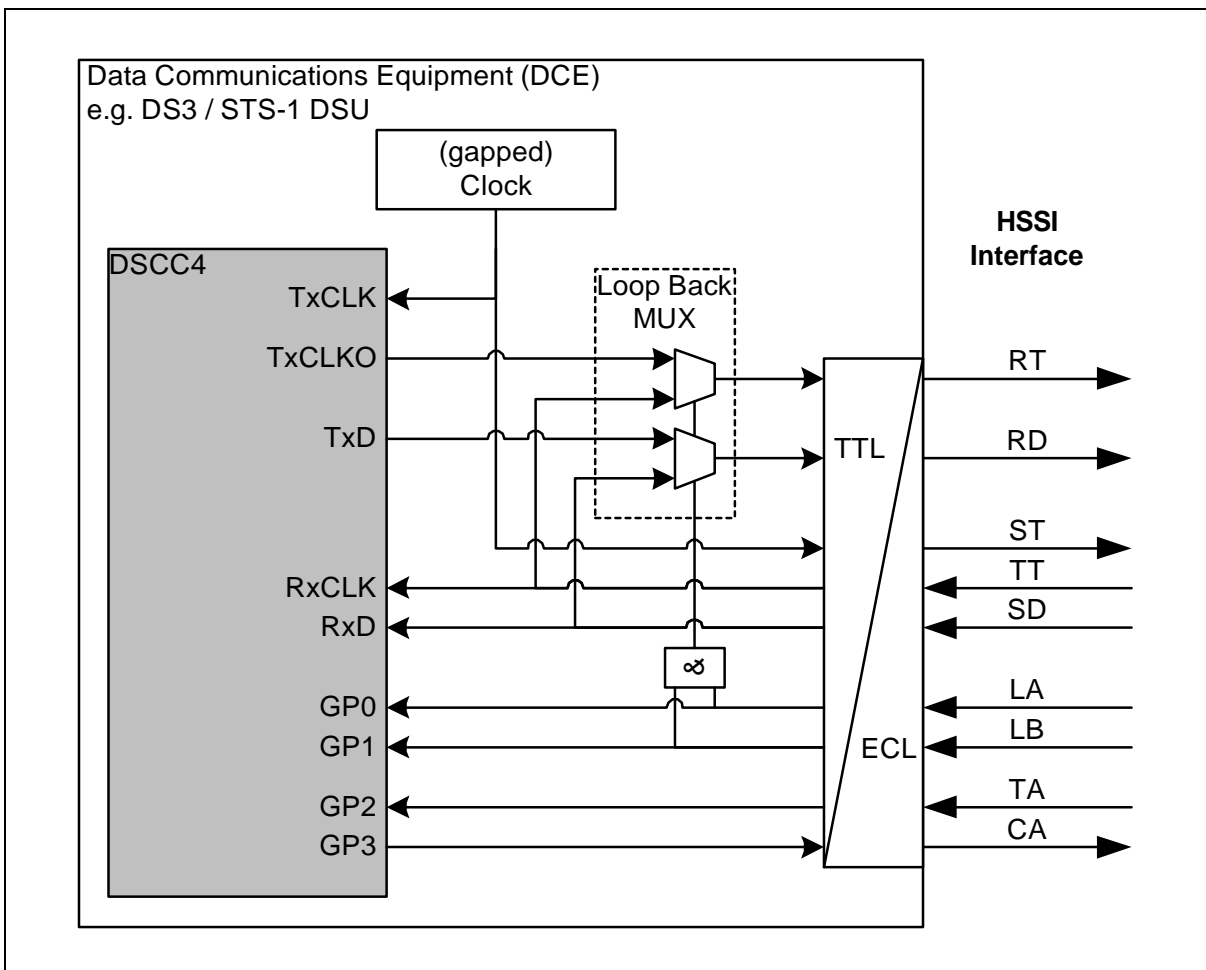 Data Communications Equipment (DCE)
e.g. DS3 / STS-1 DSU
(gapped)
Clock
HSSI
Interface
DSCC4
Loop Back
MUX
TxCLK
TxCLKO
TxD
RxCLK
RxD
GP0
GP1
GP2
GP3
&
TTL
ECL
RT
RD
ST
TT
SD
LA
LB
TA
CA